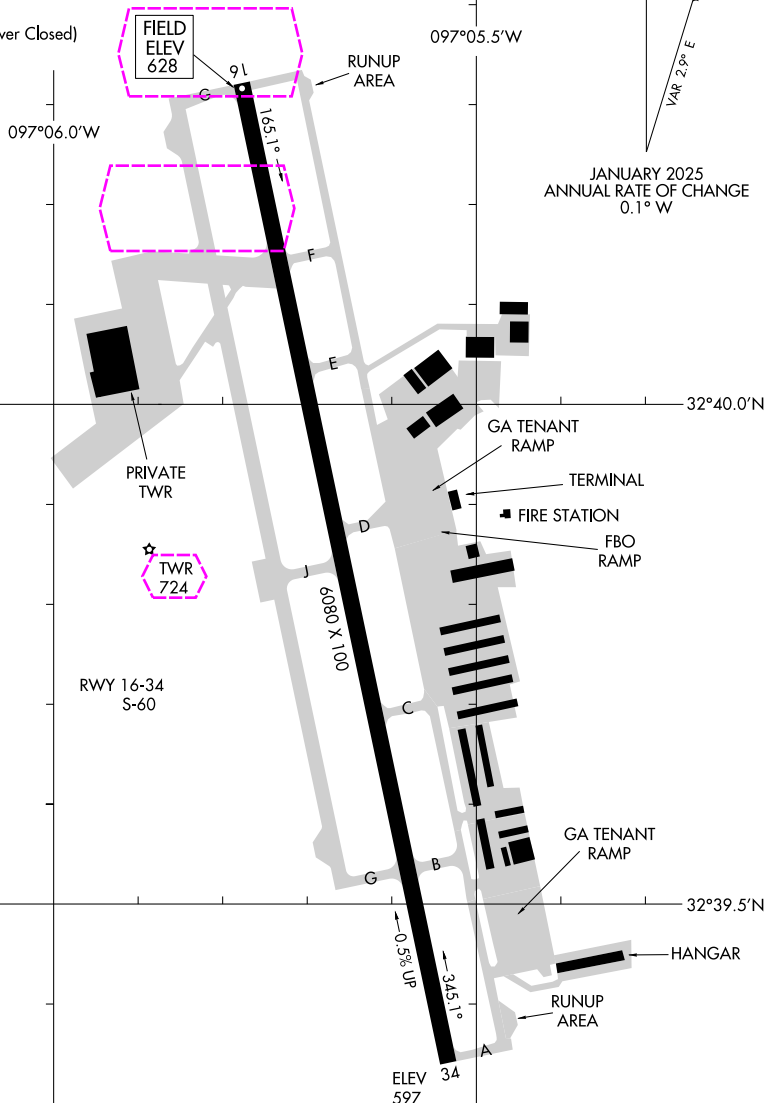 ver Closed)
FIELD
ELEV
628
097°05.5'W
VAR 2.9° E
16
RUNUP
AREA
G
097°06.0'W
165.1°
JANUARY 2025
ANNUAL RATE OF CHANGE
0.1° W
F
E
32°40.0'N
GA TENANT
RAMP
PRIVATE
TWR
TERMINAL
FIRE STATION
D
FBO
RAMP
TWR
724
J
6080 X 100
RWY 16-34
S-60
C
GA TENANT
RAMP
B
G
32°39.5'N
0.5% UP
345.1°
HANGAR
RUNUP
AREA
A
34
ELEV
597